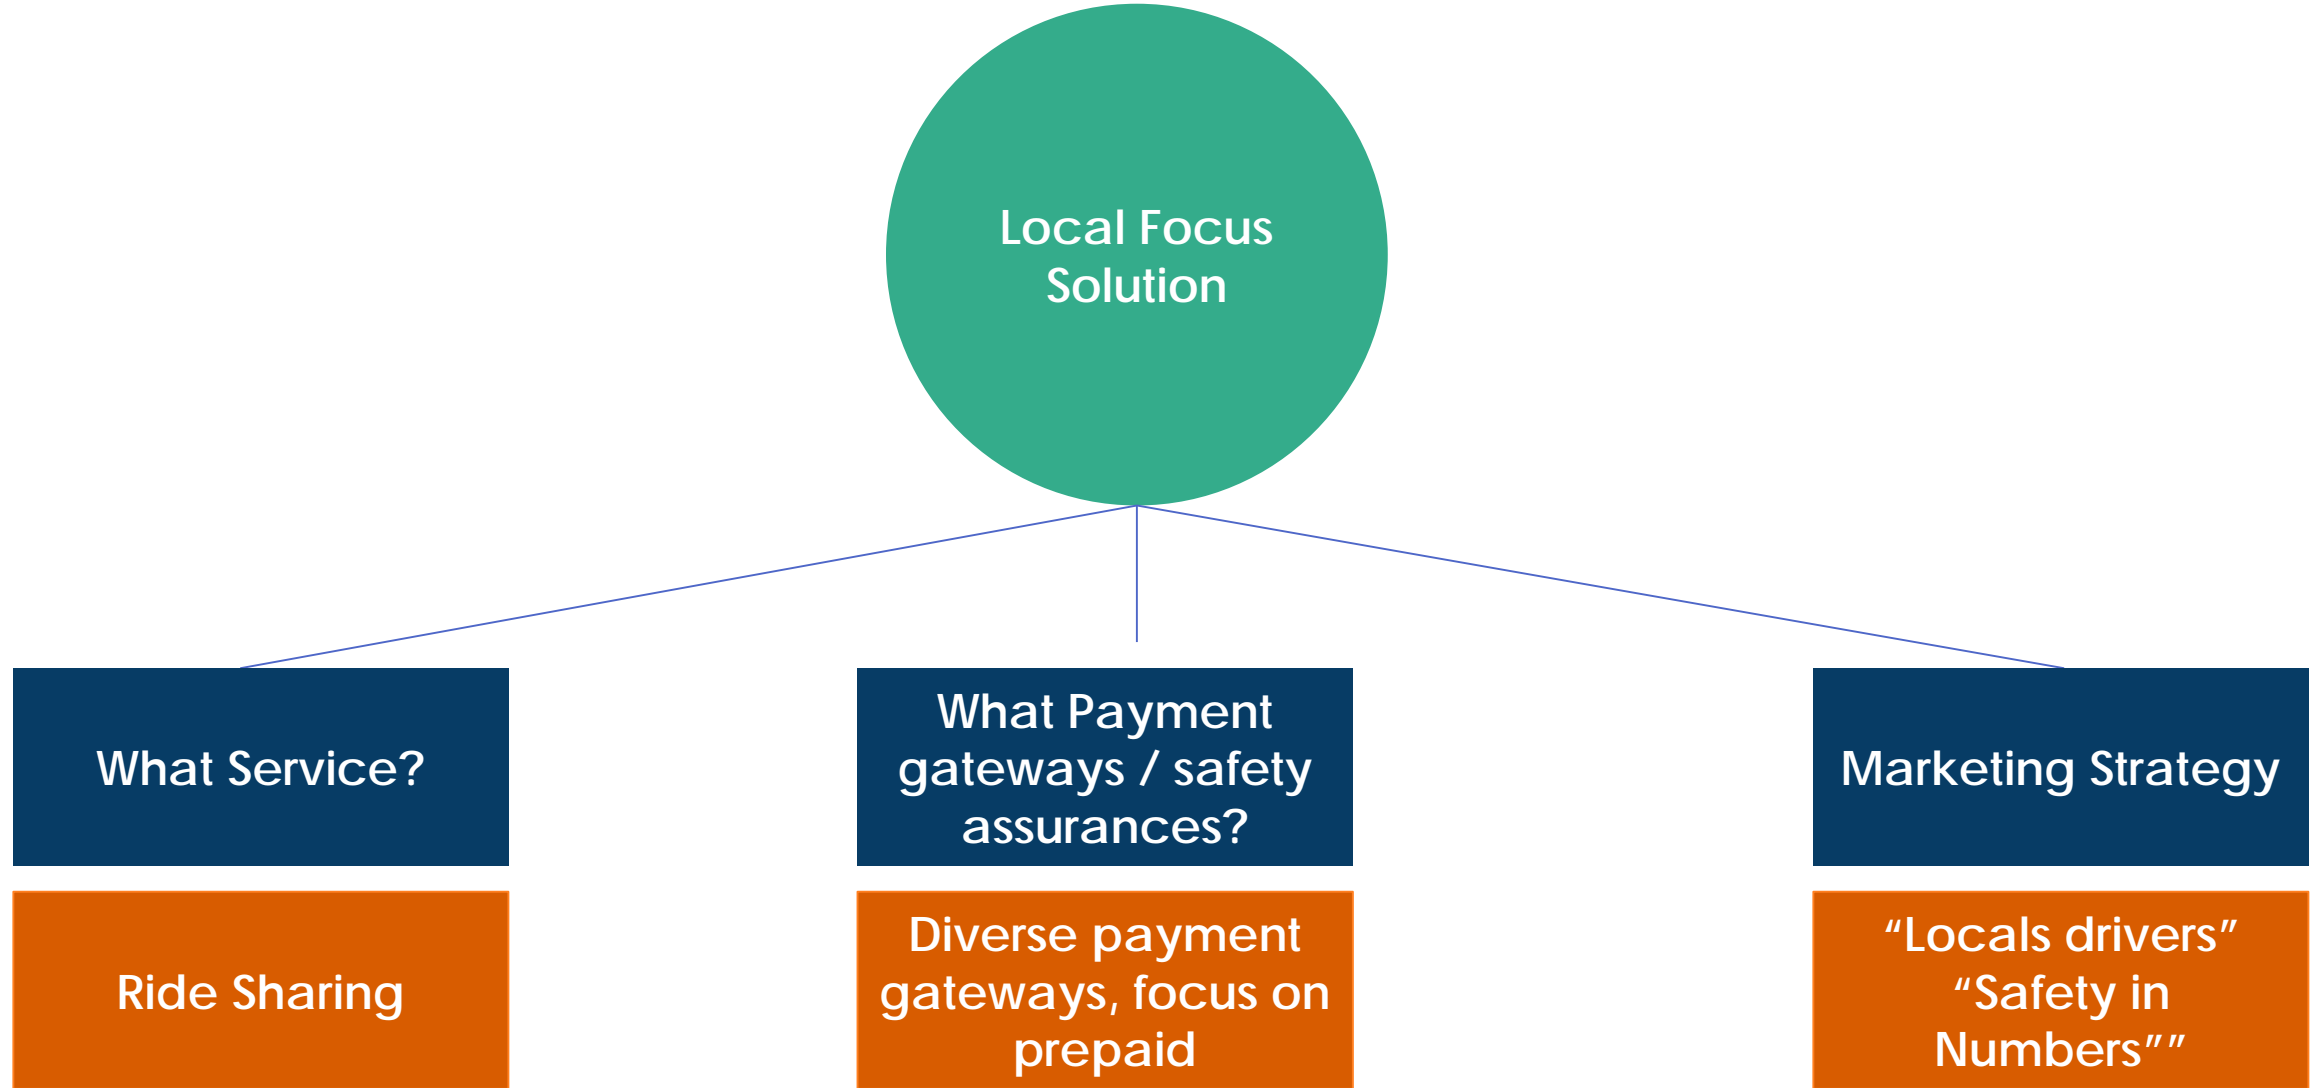 Local Focus
Solution
What Service?
What Payment
gateways / safety
assurances?
Marketing Strategy
Ride Sharing
Diverse payment
gateways, focus on
prepaid
“Locals drivers”
“Safety in
Numbers””